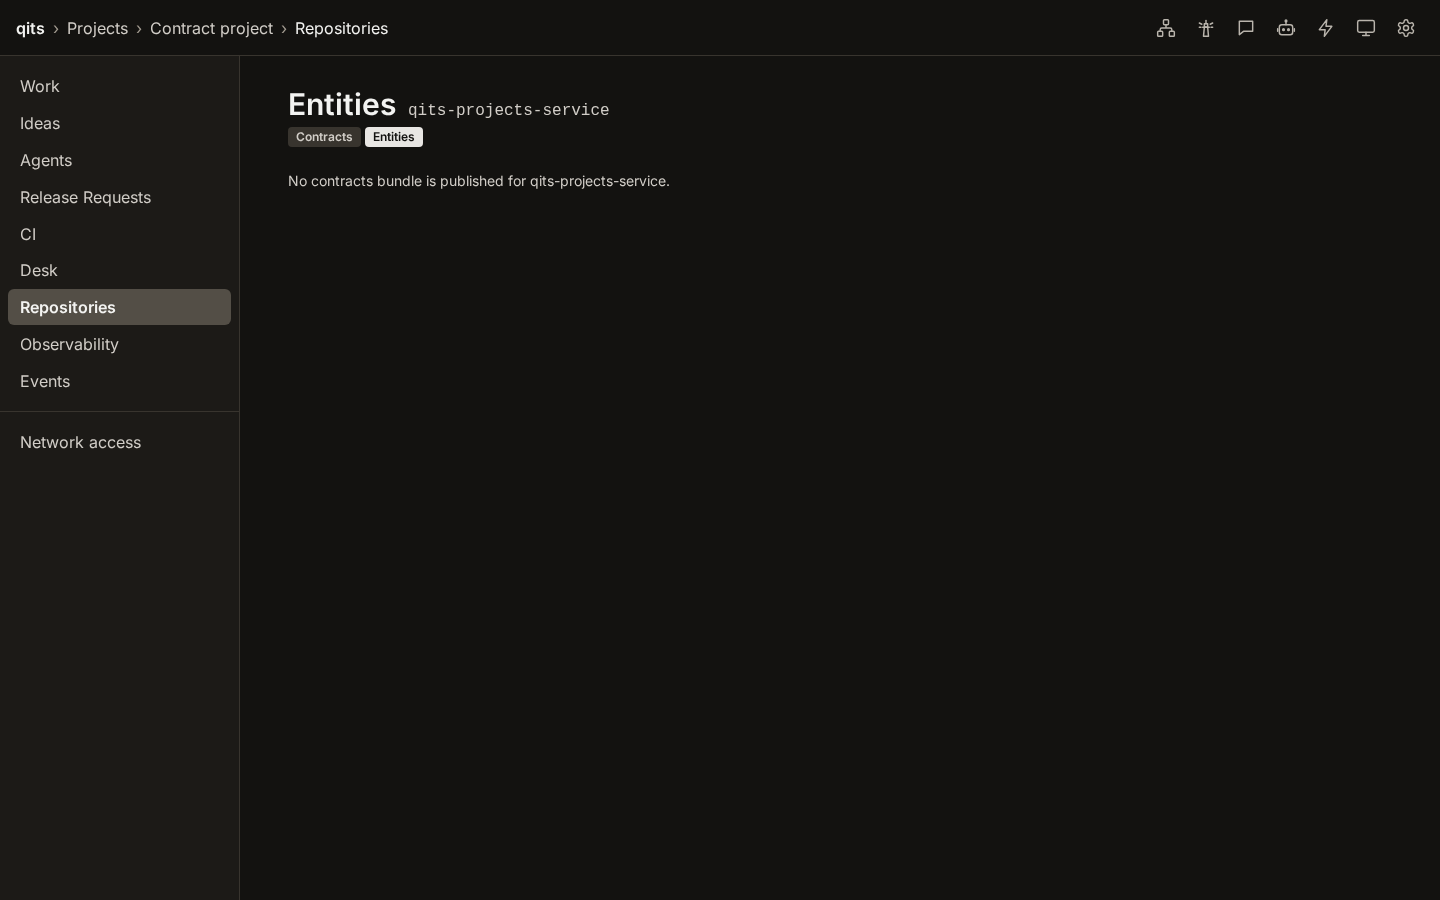 qits › Projects › Contract project › Repositories
Work
Ideas
Agents
Release Requests
CI
Desk
Repositories
Observability
Events
Network access
Entities qits-projects-service
Contracts Entities
No contracts bundle is published for qits-projects-service.